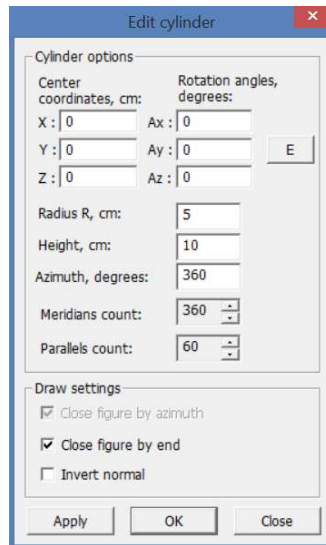 Edit cylinder
Cylinder options
Center coordinates, cm:
Rotation angles, degrees:
X : 0 Ax : 0
Y : 0 Ay : 0 E
Z : 0 Az : 0
Radius R, cm: 5
Height, cm: 10
Azimuth, degrees: 360
Meridians count: 360
Parallels count: 60
Draw settings
Close figure by azimuth
Close figure by end
Invert normal
Apply OK Close